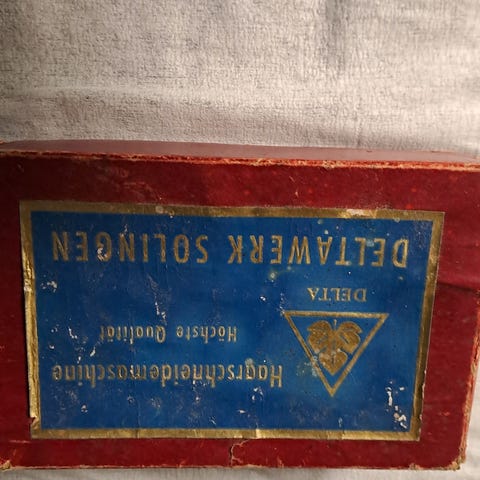 Haarschneidemaschine
Höchste Qualität
DELTA
DELTAWERK SOLINGEN